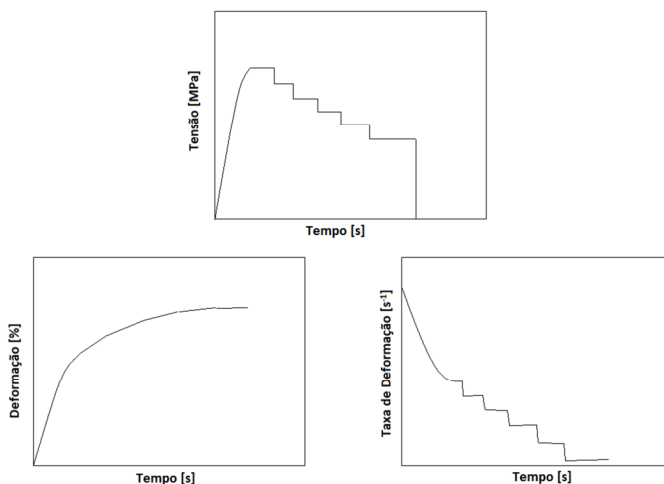 Tensão [MPa]
Tempo [s]
Deformação [%]
Tempo [s]
Taxa de Deformação [s⁻¹]
Tempo [s]